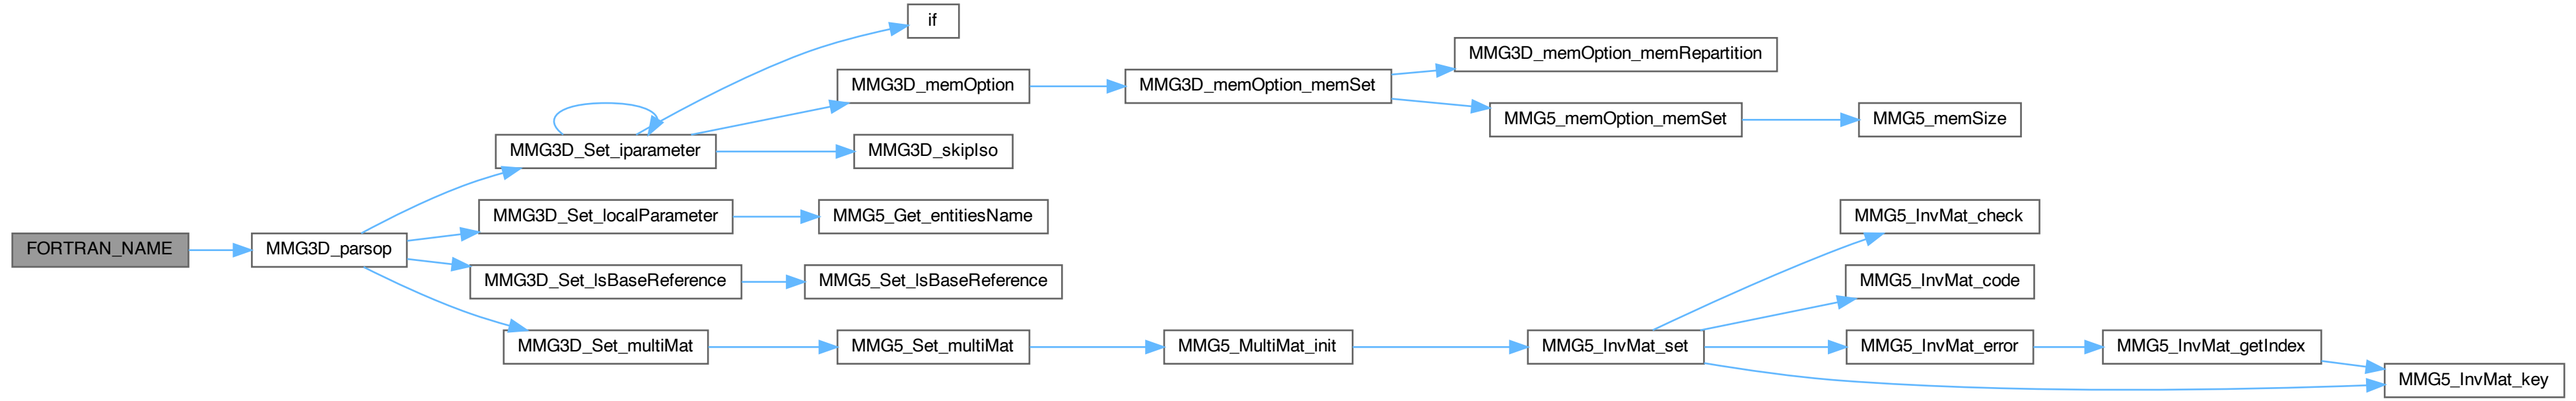 if
MMG3D_memOption_memRepartition
MMG3D_memOption
MMG3D_memOption_memSet
MMG5_memOption_memSet
MMG5_memSize
MMG3D_Set_iparameter
MMG3D_skipIso
MMG3D_Set_localParameter
MMG5_Get_entitiesName
MMG5_InvMat_check
FORTRAN_NAME
MMG3D_parsop
MMG3D_Set_lsBaseReference
MMG5_Set_lsBaseReference
MMG5_InvMat_code
MMG3D_Set_multiMat
MMG5_Set_multiMat
MMG5_MultiMat_init
MMG5_InvMat_set
MMG5_InvMat_error
MMG5_InvMat_getIndex
MMG5_InvMat_key